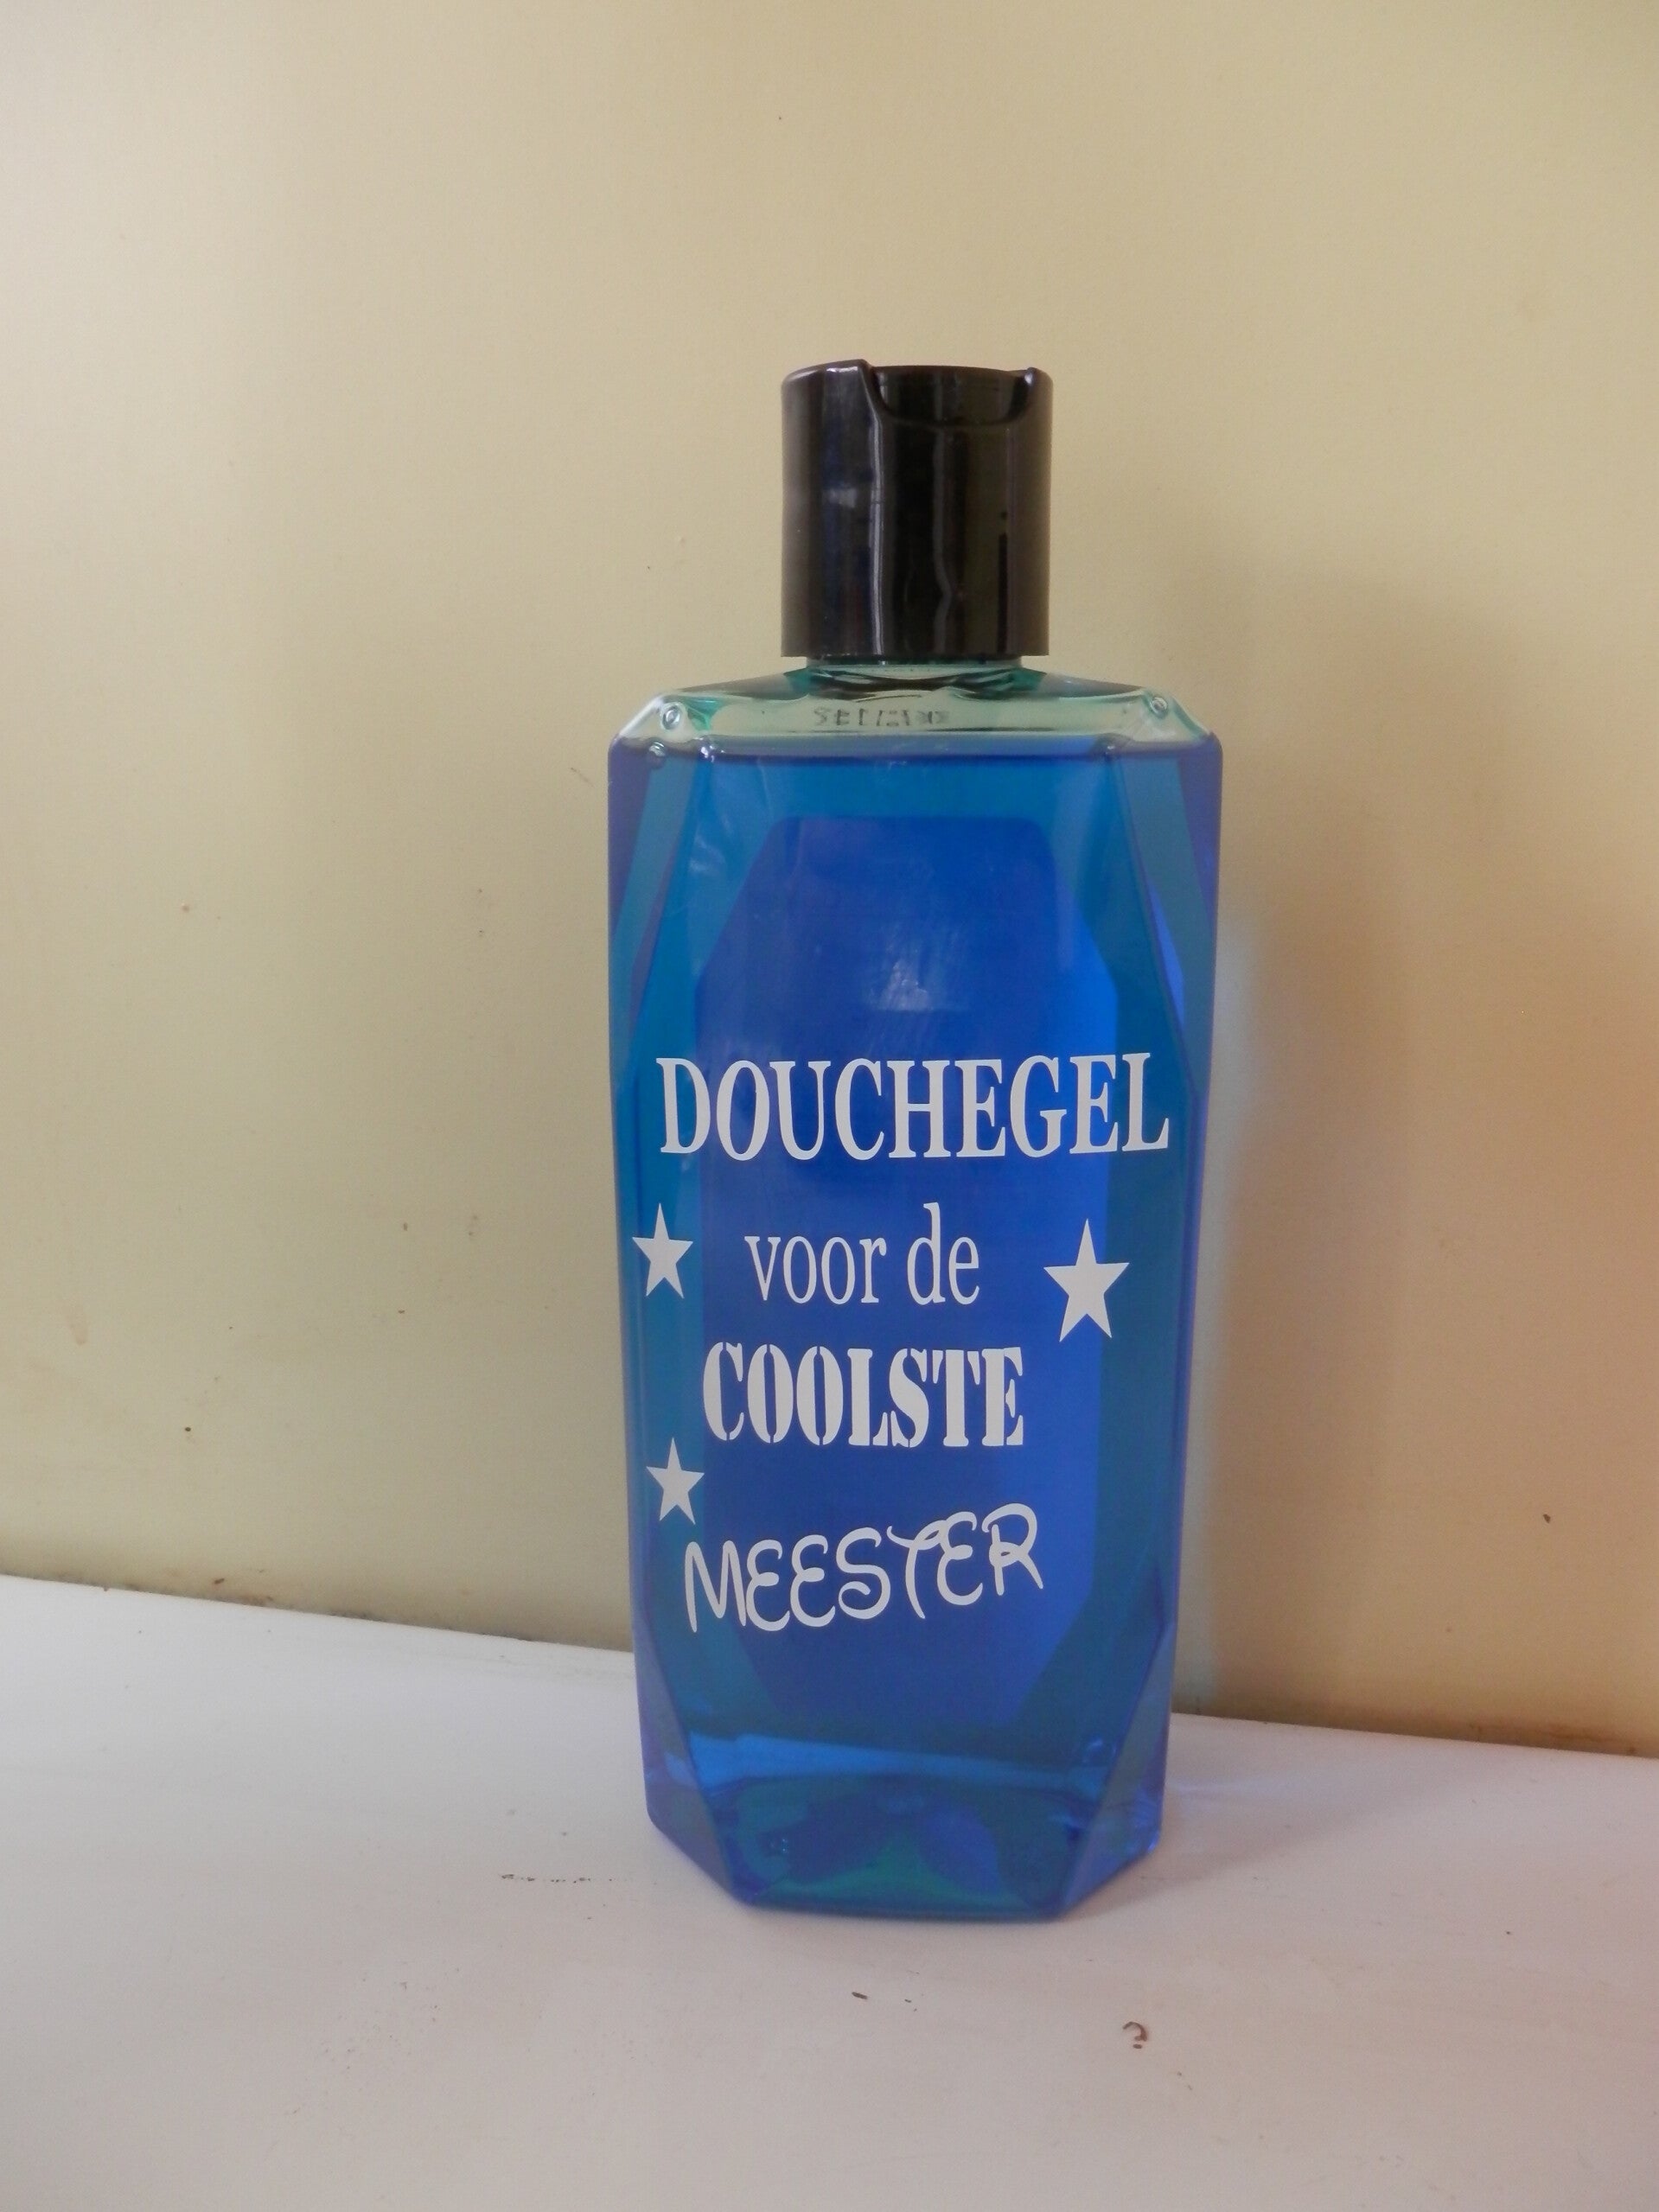 DOUCHEGEL
voor de
COOLSTE
MEESTER